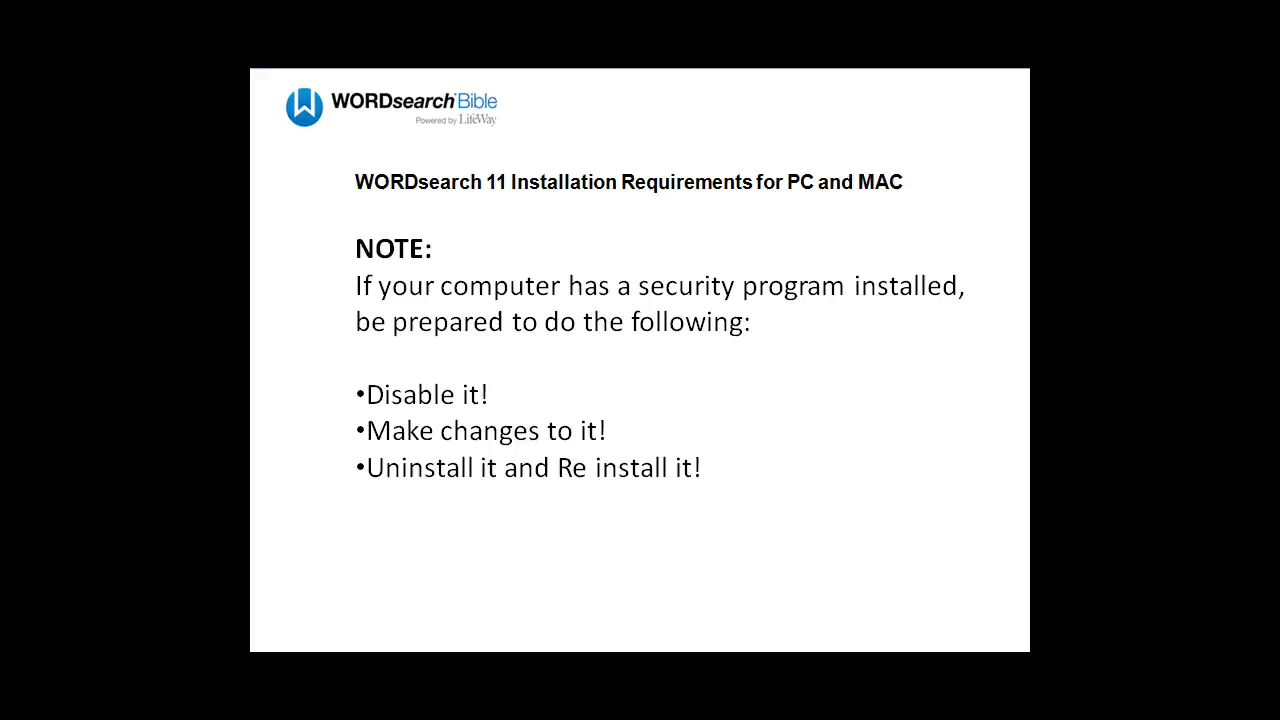 WORDsearch® Bible
Powered by LifeWay
WORDsearch 11 Installation Requirements for PC and MAC
NOTE:
If your computer has a security program installed,
be prepared to do the following:
•Disable it!
•Make changes to it!
•Uninstall it and Re install it!